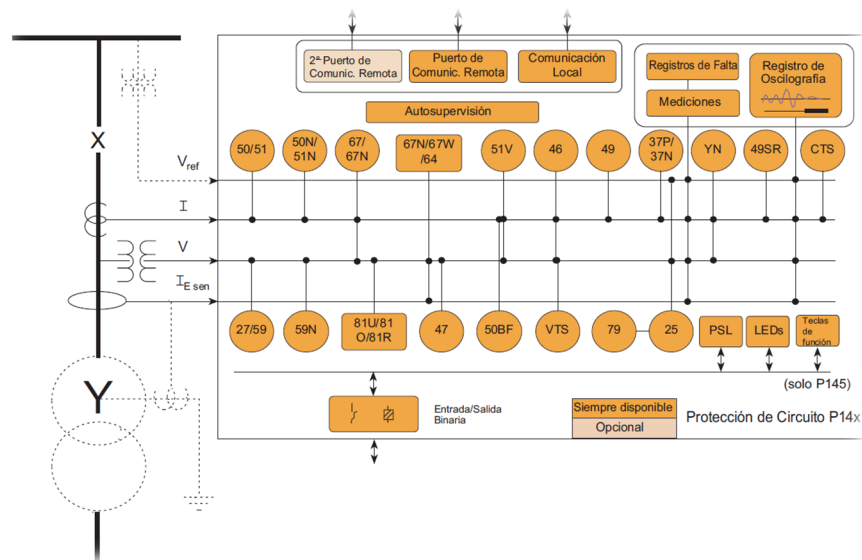 2ª Puerto de
Comunic. Remota
Puerto de
Comunic. Remota
Comunicación
Local
Registros de Falta
Mediciones
Registro de
Oscilografía
Autosupervisión
X
50/51
50N/
51N
67/
67N
67N/67W
/64
51V
46
49
37P/
37N
YN
49SR
CTS
Vref
I
V
IE sen
27/59
59N
81U/81
O/81R
47
50BF
VTS
79
25
PSL
LEDs
Teclas
de
función
(solo P145)
Y
Entrada/Salida
Binaria
Siempre disponible
Opcional
Protección de Circuito P14x